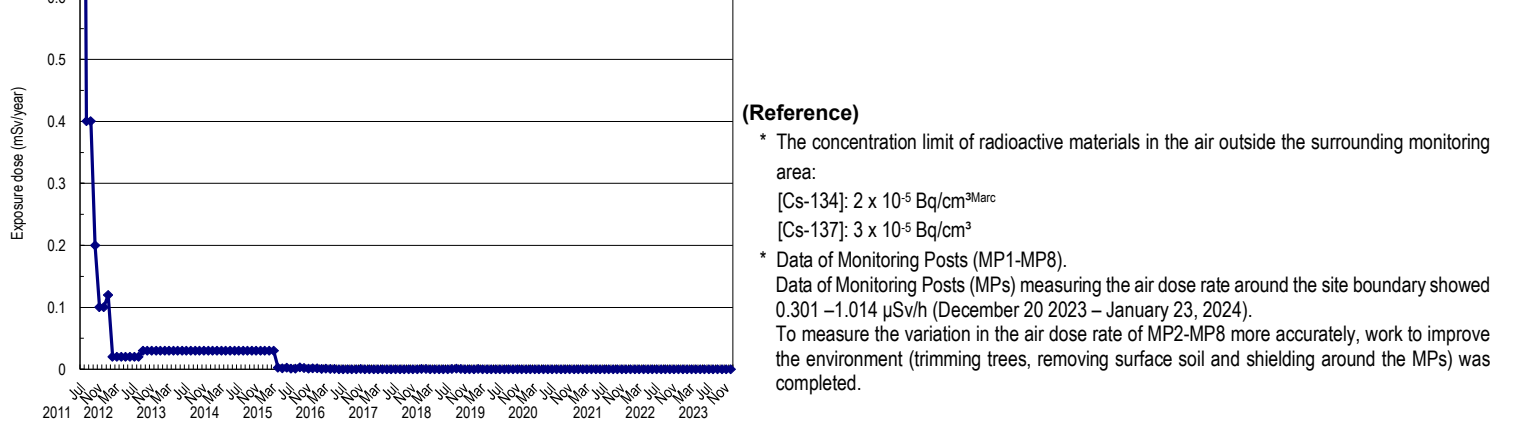 0.6
0.5
0.4
0.3
0.2
0.1
0
Exposure dose (mSv/year)
Jul Nov Mar Jul Nov Mar Jul Nov Mar Jul Nov Mar Jul Nov Mar Jul Nov Mar Jul Nov Mar Jul Nov Mar Jul Nov Mar Jul Nov Mar Jul Nov Mar Jul Nov Mar Jul Nov
2011 2012 2013 2014 2015 2016 2017 2018 2019 2020 2021 2022 2023
(Reference)
* The concentration limit of radioactive materials in the air outside the surrounding monitoring
area:
[Cs-134]: 2 x 10-5 Bq/cm³Marc
[Cs-137]: 3 x 10-5 Bq/cm³
* Data of Monitoring Posts (MP1-MP8).
Data of Monitoring Posts (MPs) measuring the air dose rate around the site boundary showed
0.301 –1.014 μSv/h (December 20 2023 – January 23, 2024).
To measure the variation in the air dose rate of MP2-MP8 more accurately, work to improve
the environment (trimming trees, removing surface soil and shielding around the MPs) was
completed.